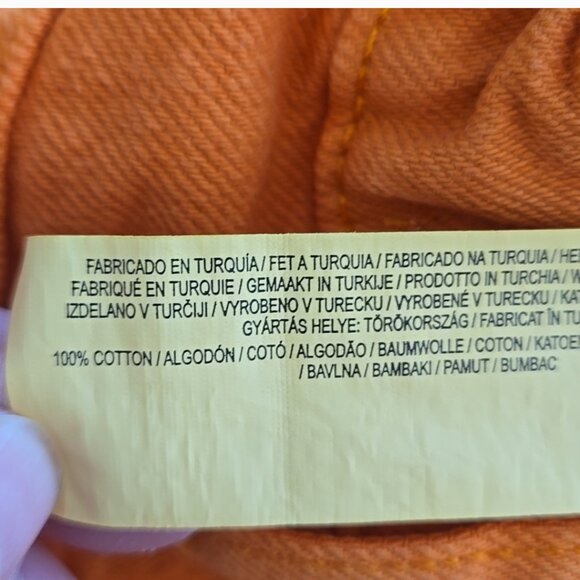 FABRICADO EN TURQUÍA / FET A TURQUIA / FABRICADO NA TURQUIA /
FABRIQUÉ EN TURQUIE / GEMAAKT IN TURKIJE / PRODOTTO IN TURCHIA /
IZDELANO V TURČIJI / VYROBENO V TURECKU / VYROBENÉ V TURECKU /
GYÁRTÁS HELYE: TÖRÖKORSZÁG / FABRICAT ÎN
100% COTTON / ALGODÓN / COTÓ / ALGODÃO / BAUMWOLLE / COTON /
/ BAVLNA / BAMBAKI / PAMUT / BUMBAC